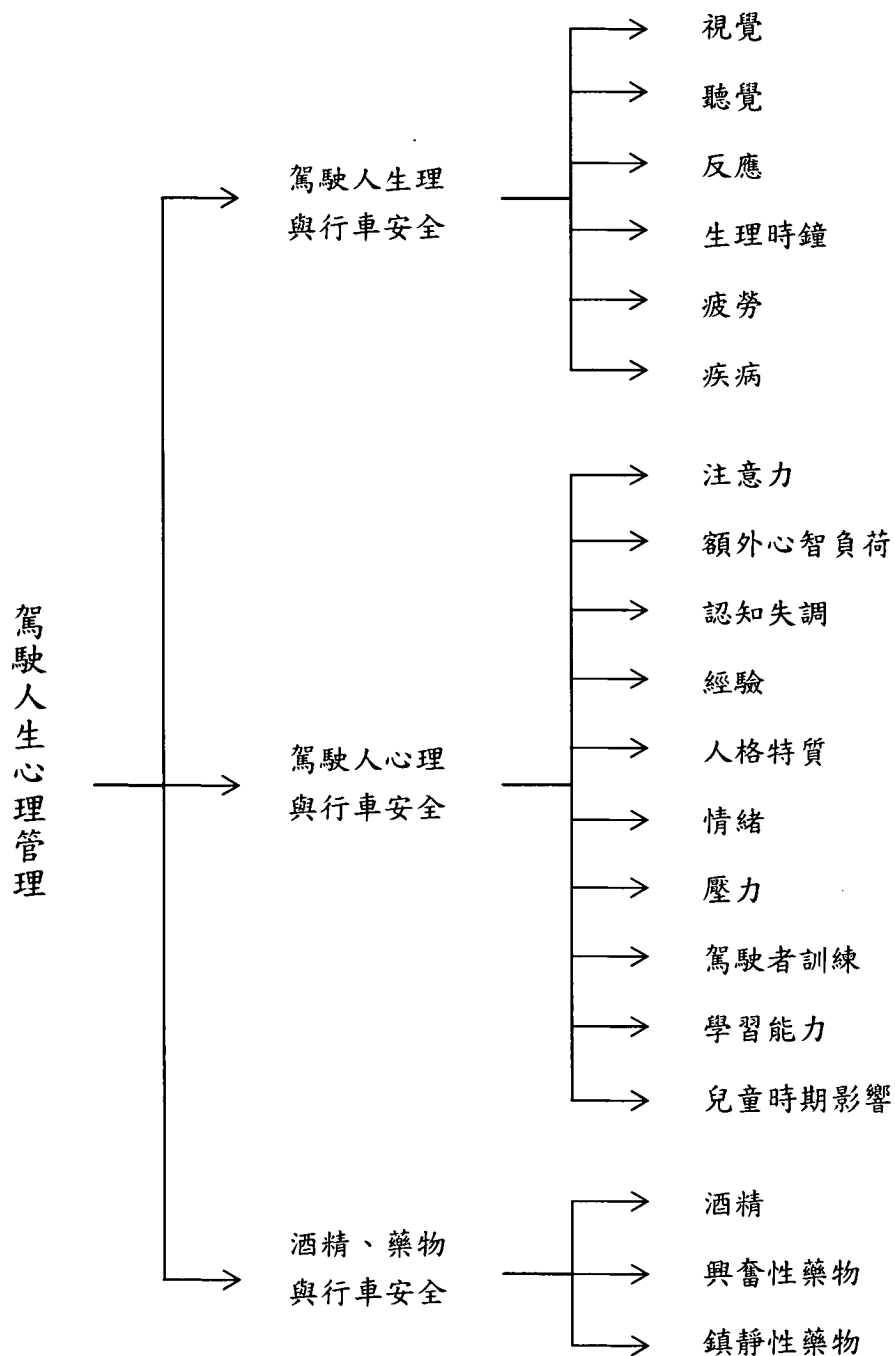 駕駛人生心理管理
駕駛人生理
與行車安全
視覺
聽覺
反應
生理時鐘
疲勞
疾病
駕駛人心理
與行車安全
注意力
額外心智負荷
認知失調
經驗
人格特質
情緒
壓力
駕駛者訓練
學習能力
兒童時期影響
酒精、藥物
與行車安全
酒精
興奮性藥物
鎮靜性藥物